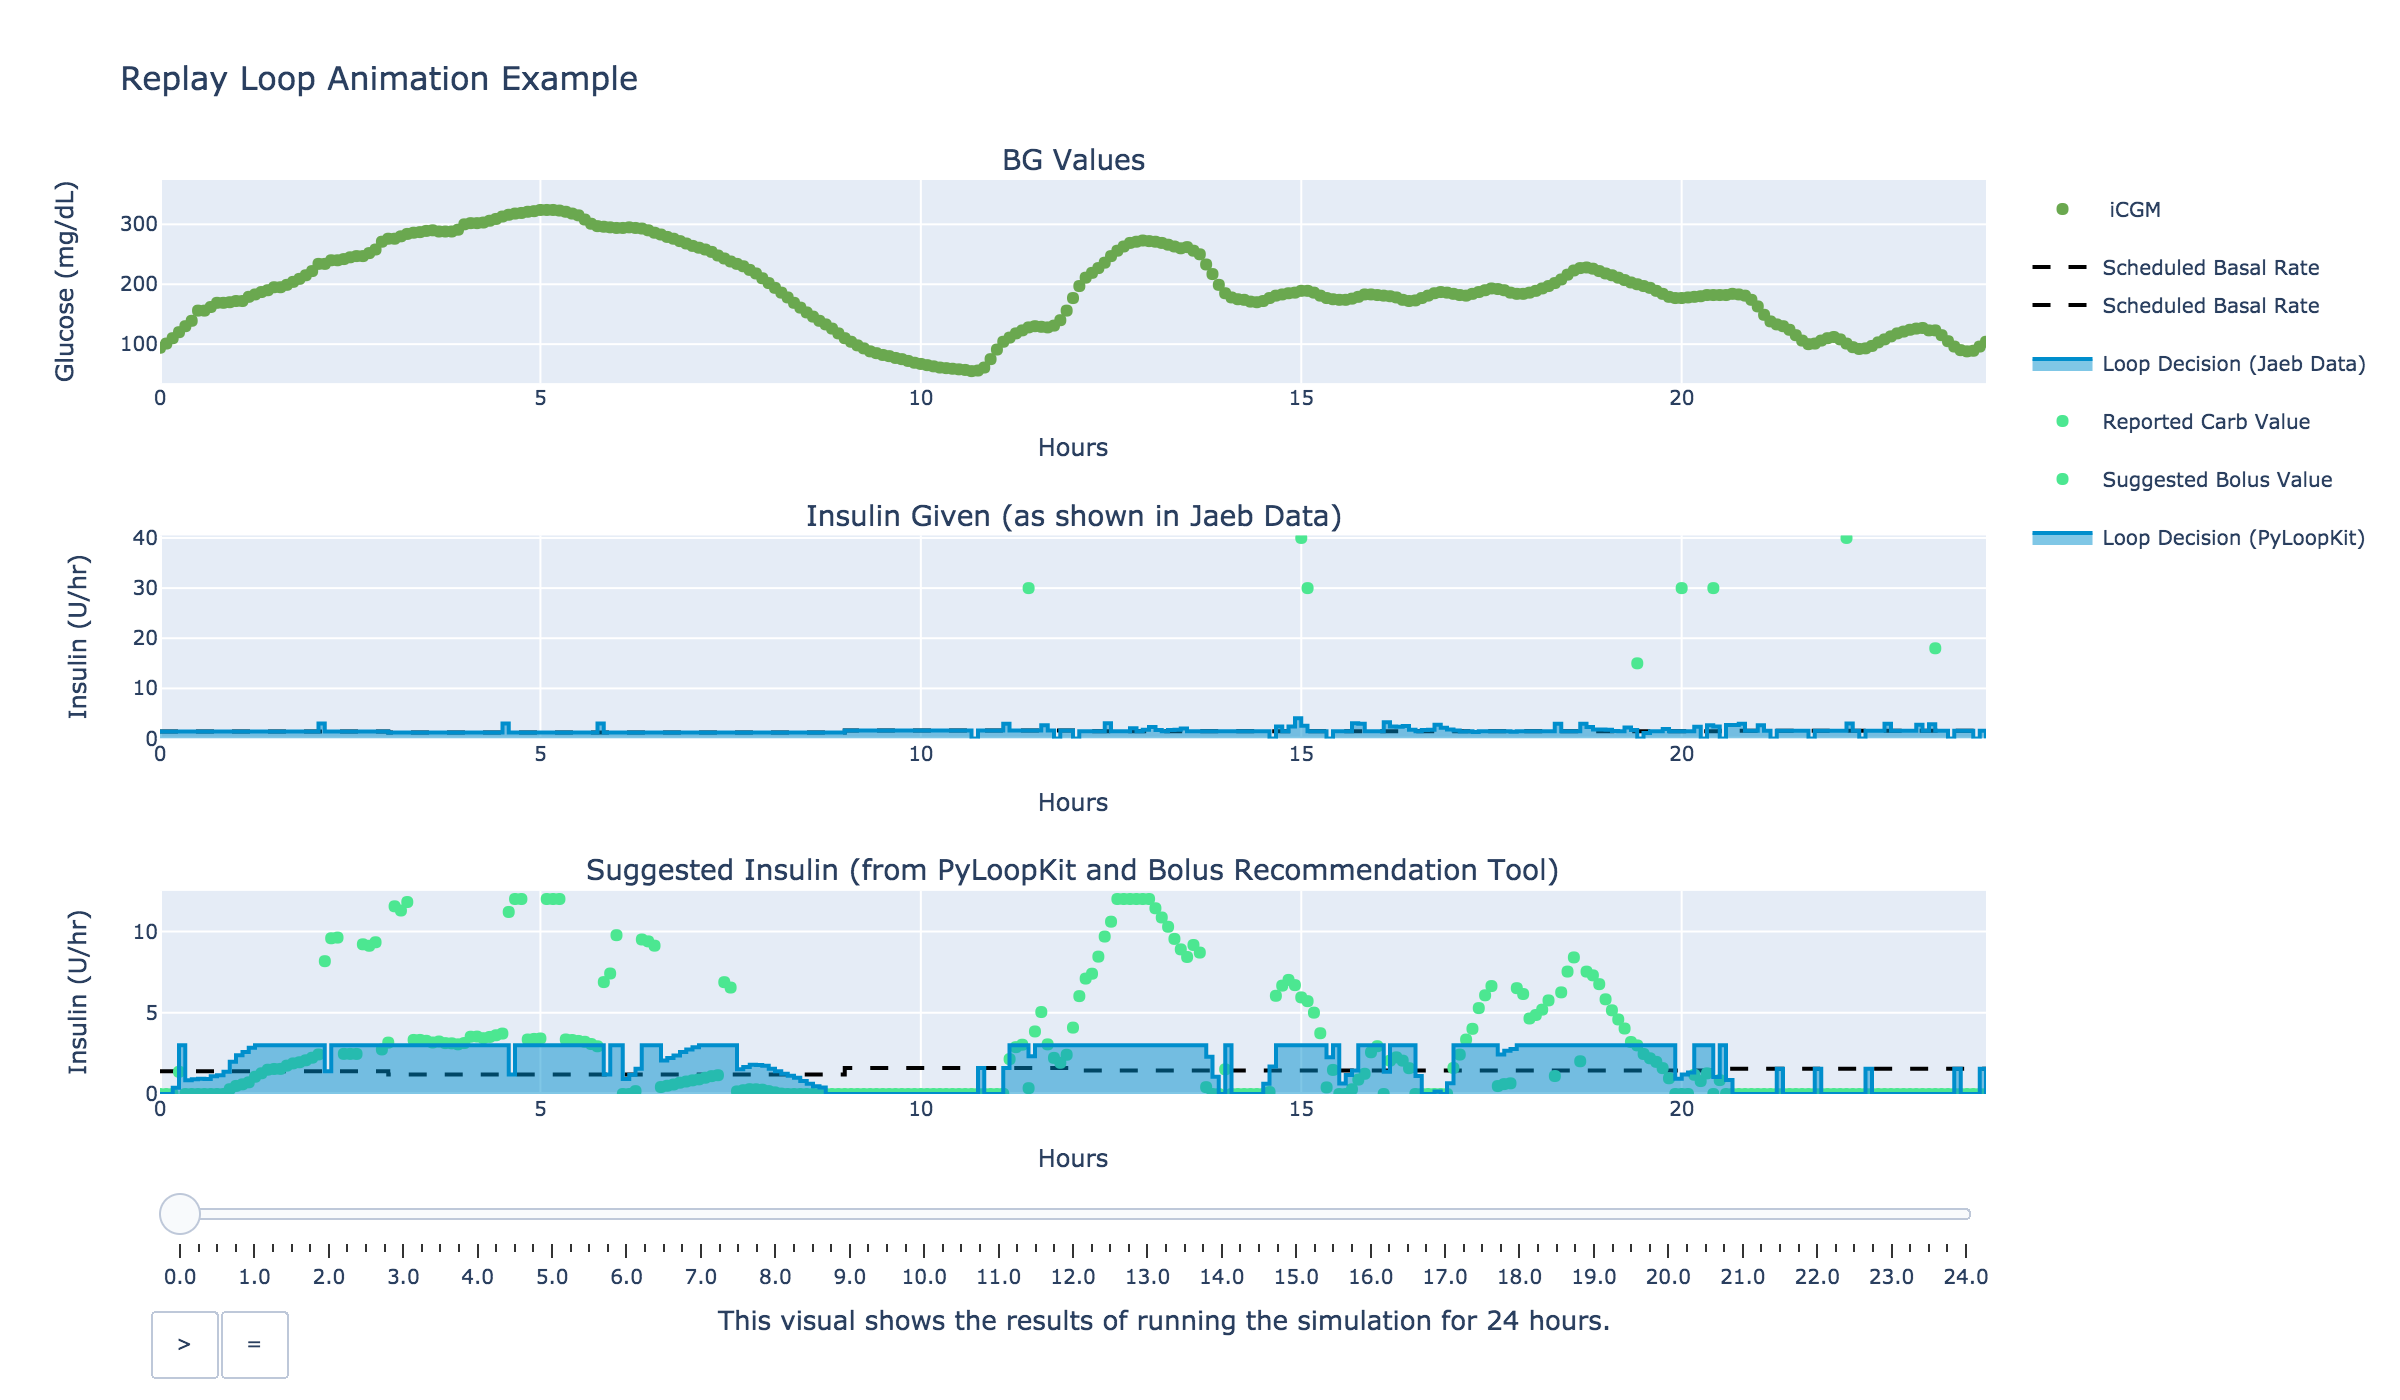 Replay Loop Animation Example
BG Values
Glucose (mg/dL)
300
200
100
0 5 10 15 20
Hours
iCGM
Scheduled Basal Rate
Scheduled Basal Rate
Loop Decision (Jaeb Data)
Reported Carb Value
Suggested Bolus Value
Loop Decision (PyLoopKit)
Insulin Given (as shown in Jaeb Data)
Insulin (U/hr)
40
30
20
10
0
0 5 10 15 20
Hours
Suggested Insulin (from PyLoopKit and Bolus Recommendation Tool)
Insulin (U/hr)
10
5
0
0 5 10 15 20
Hours
0.0 1.0 2.0 3.0 4.0 5.0 6.0 7.0 8.0 9.0 10.0 11.0 12.0 13.0 14.0 15.0 16.0 17.0 18.0 19.0 20.0 21.0 22.0 23.0 24.0
This visual shows the results of running the simulation for 24 hours.
> =